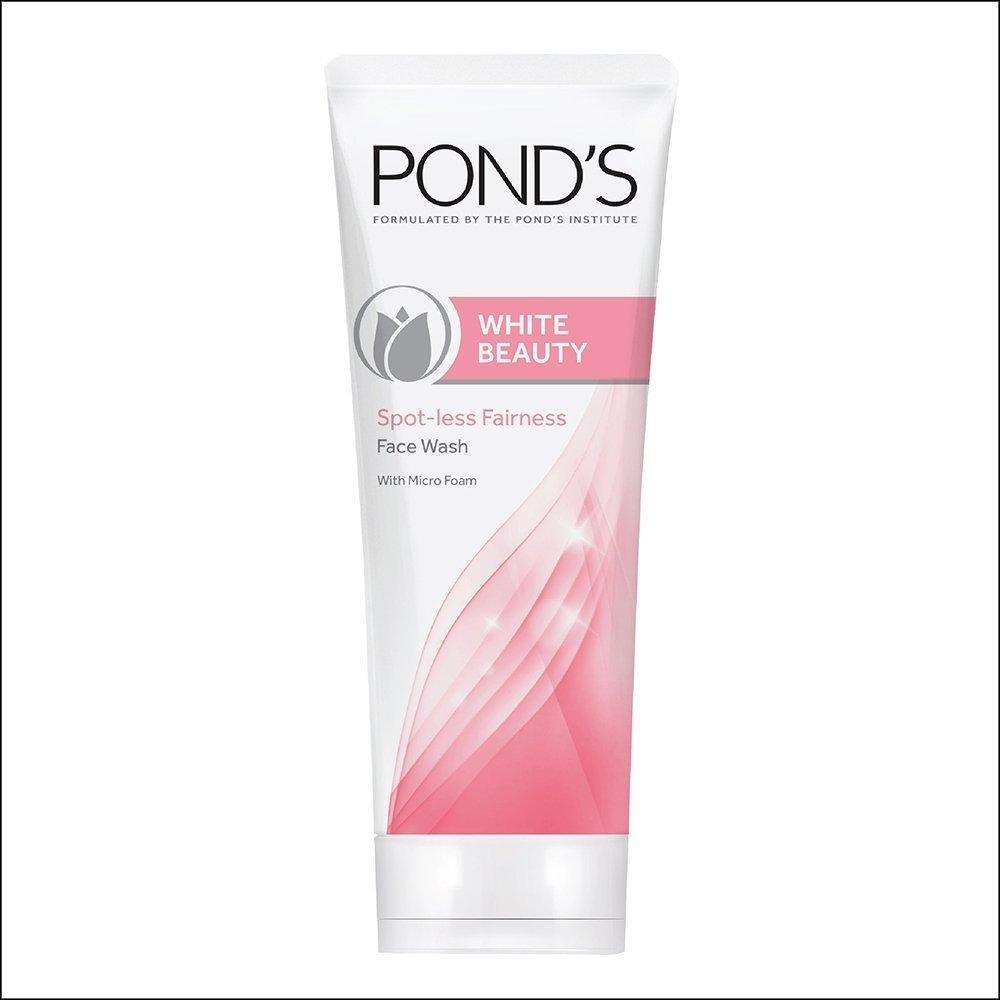 POND'S
FORMULATED BY THE POND'S INSTITUTE
WHITE
BEAUTY
Spot-less Fairness
Face Wash
With Micro Foam